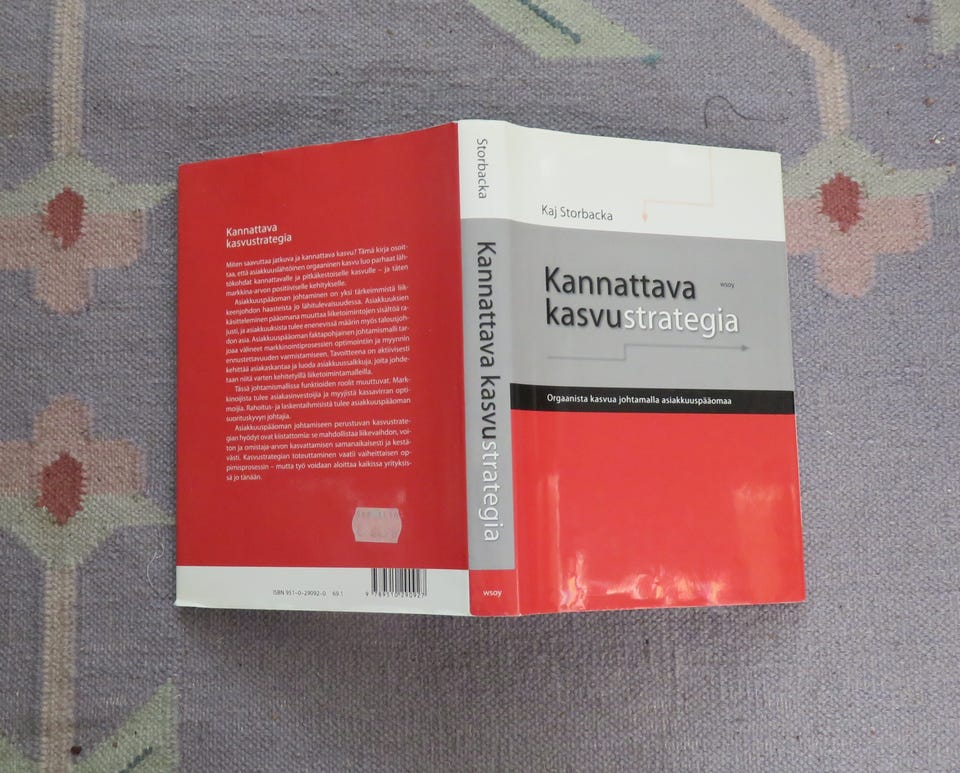 Kannattava
kasvustrategia
Miten saavuttaa jatkuva ja kannattava kasvu? Tämä kirja osoit-
taa, että asiakkuuslähtöinen orgaaninen kasvu luo parhaat läh-
tökohdat kannattavalle ja pitkäkestoiselle kasvulle – ja täten
markkina-arvon positiiviselle kehitykselle.
Asiakkuuspääoman johtaminen on yksi tärkeimmistä liik-
keenjohdon haasteista jo lähitulevaisuudessa. Asiakkuuksien
käsitteleminen pääomana muuttaa liiketoimintojen sisältöä ra-
justi, ja asiakkuuksista tulee enenevissä määrin myös talousjoh-
don asia. Asiakkuuspääoman faktapohjainen johtamismalli tar-
joaa välineet markkinointiprosessien optimointiin ja myynnin
ennustettavuuden varmistamiseen. Tavoitteena on aktiivisesti
kehittää asiakaskantaa ja luoda asiakkuussalkkuja, joita johde-
taan niitä varten kehitetyillä liiketoimintamalleilla.
Tässä johtamismallissa funktioiden roolit muuttuvat. Mark-
kinoijista tulee asiakasinvestoijia ja myyjistä kassavirran opti-
moijia. Rahoitus- ja laskentaihmisistä tulee asiakkuuspääoman
suorituskyvyn johtajia.
Asiakkuuspääoman johtamiseen perustuvan kasvustrate-
gian hyödyt ovat kiistattomia: se mahdollistaa liikevaihdon, voi-
ton ja omistaja-arvon kasvattamisen samanaikaisesti ja kestä-
västi. Kasvustrategian toteuttaminen vaatii vaiheittaisen op-
pimisprosessin – mutta työ voidaan aloittaa kaikissa yrityksis-
sä jo tänään.
ISBN 951-0-29092-0 69.1
9 789510 290927
Storbacka
Kannattava kasvustrategia
wsoy
Kaj Storbacka
Kannattava
wsoy
kasvustrategia
Orgaanista kasvua johtamalla asiakkuuspääomaa